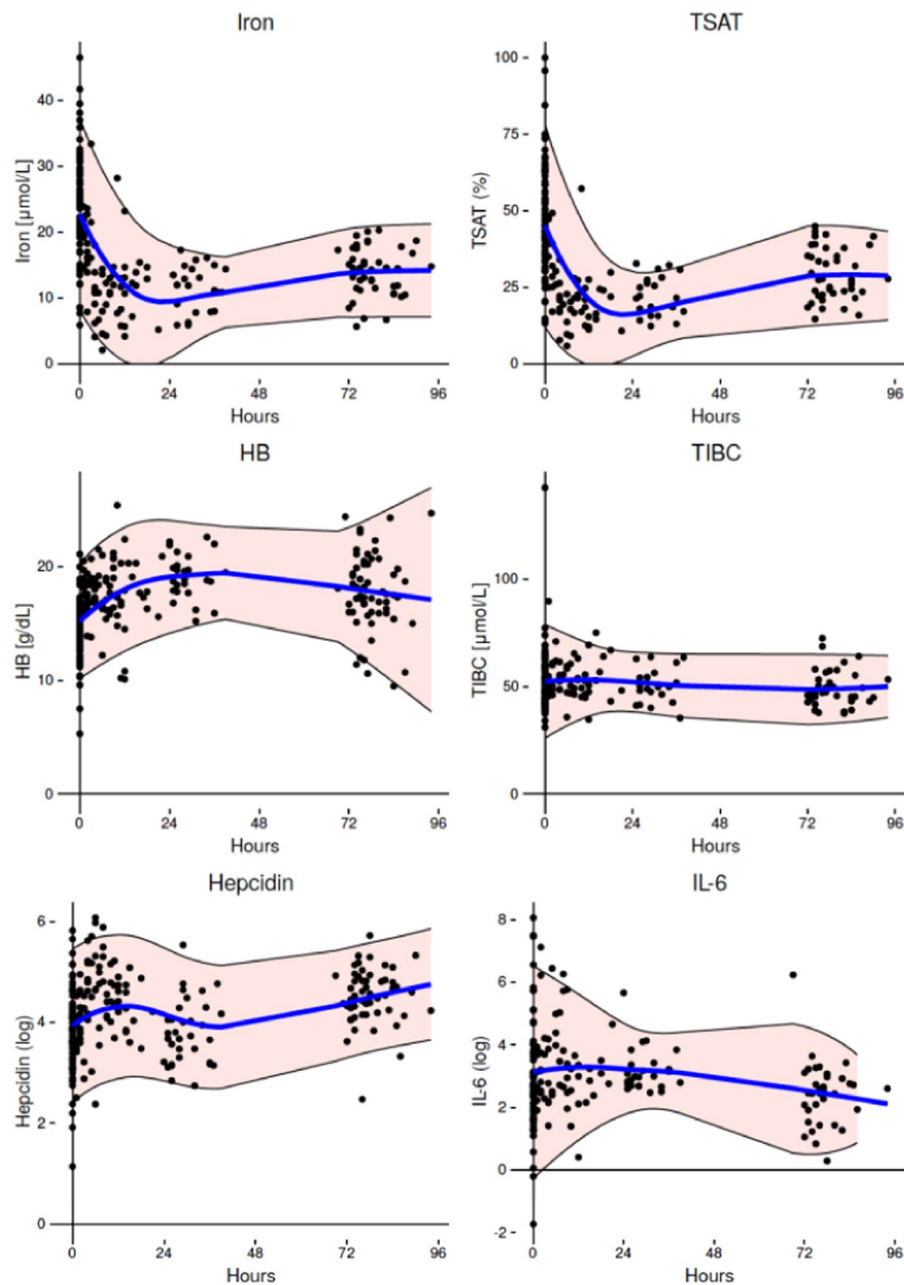 Iron
Iron [µmol/L]
40
30
20
10
0
0 24 48 72 96
Hours
TSAT
TSAT (%)
100
75
50
25
0
0 24 48 72 96
Hours
HB
HB [g/dL]
20
10
0
0 24 48 72 96
Hours
TIBC
TIBC [µmol/L]
100
50
0
0 24 48 72 96
Hours
Hepcidin
Hepcidin (log)
6
4
2
0
0 24 48 72 96
Hours
IL-6
IL-6 (log)
8
6
4
2
0
-2
0 24 48 72 96
Hours